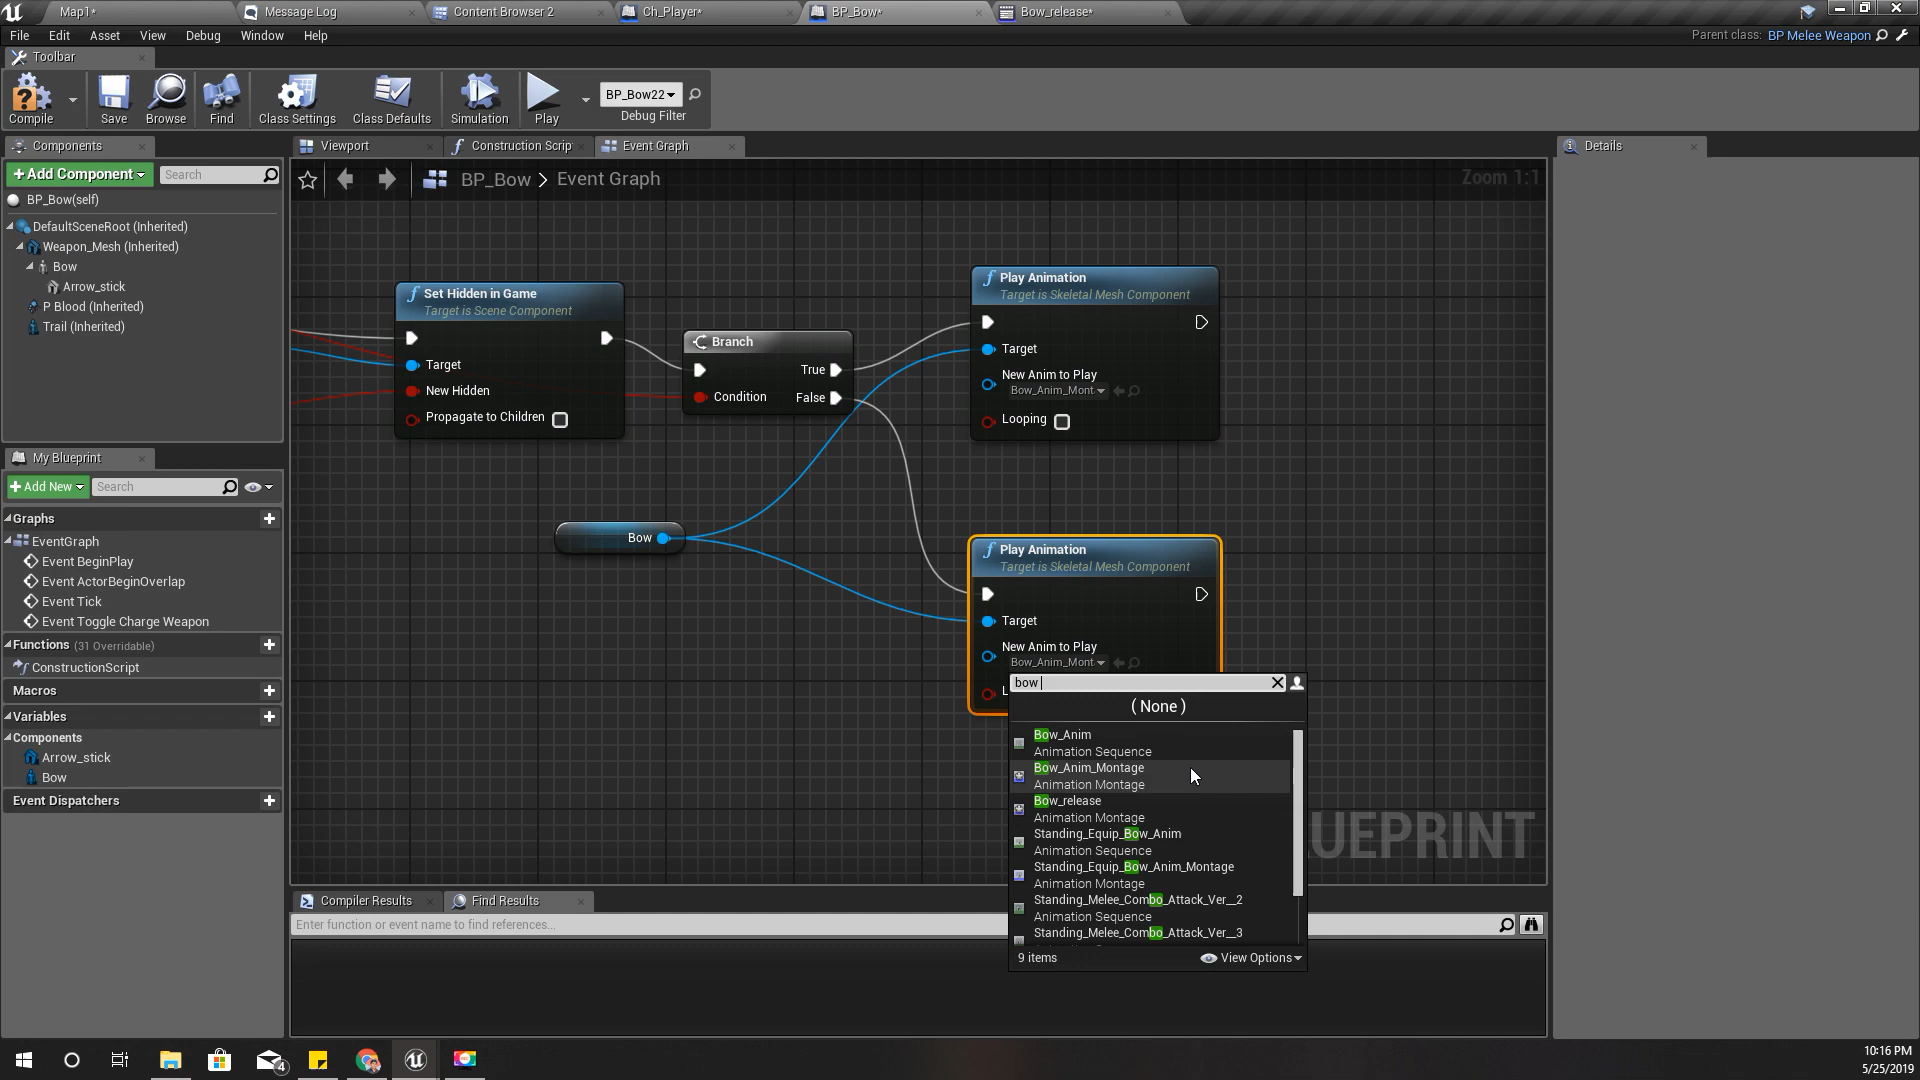 Map1*
Message Log
Content Browser 2
Ch_Player*
BP_Bow*
Bow_release*
File Edit Asset View Debug Window Help
Parent class: BP Melee Weapon
Toolbar
Compile
Save
Browse
Find
Class Settings
Class Defaults
Simulation
Play
BP_Bow22
Debug Filter
Components
+Add Component
Search
BP_Bow(self)
DefaultSceneRoot (Inherited)
Weapon_Mesh (Inherited)
Bow
Arrow_stick
P Blood (Inherited)
Trail (Inherited)
My Blueprint
+Add New
Search
Graphs
EventGraph
Event BeginPlay
Event ActorBeginOverlap
Event Tick
Event Toggle Charge Weapon
Functions (31 Overridable)
ConstructionScript
Macros
Variables
Components
Arrow_stick
Bow
Event Dispatchers
Viewport
Construction Scrip
Event Graph
BP_Bow > Event Graph
Zoom 1:1
Set Hidden in Game
Target is Scene Component
Target
New Hidden
Propagate to Children
Branch
True
Condition False
Bow
Play Animation
Target is Skeletal Mesh Component
Target
New Anim to Play
Bow_Anim_Mont
Looping
Play Animation
Target is Skeletal Mesh Component
Target
New Anim to Play
Bow_Anim_Mont
L
bow
( None )
Bow_Anim
Animation Sequence
Bow_Anim_Montage
Animation Montage
Bow_release
Animation Montage
Standing_Equip_Bow_Anim
Animation Sequence
Standing_Equip_Bow_Anim_Montage
Animation Montage
Standing_Melee_Combo_Attack_Ver__2
Animation Sequence
Standing_Melee_Combo_Attack_Ver__3
9 items
View Options
UEPRINT
Compiler Results
Find Results
Enter function or event name to find references...
Details
4
10:16 PM
5/25/2019